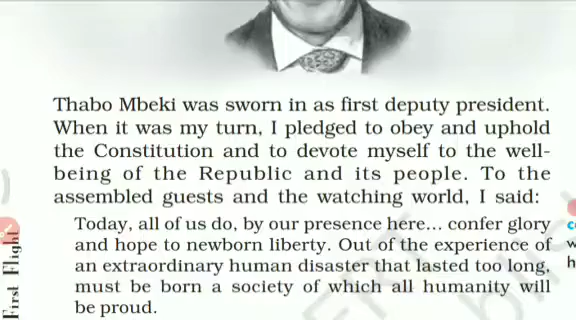 Thabo Mbeki was sworn in as first deputy president.
When it was my turn, I pledged to obey and uphold
the Constitution and to devote myself to the well-
being of the Republic and its people. To the
assembled guests and the watching world, I said:
Today, all of us do, by our presence here... confer glory
and hope to newborn liberty. Out of the experience of
an extraordinary human disaster that lasted too long,
must be born a society of which all humanity will
be proud.
First Flight